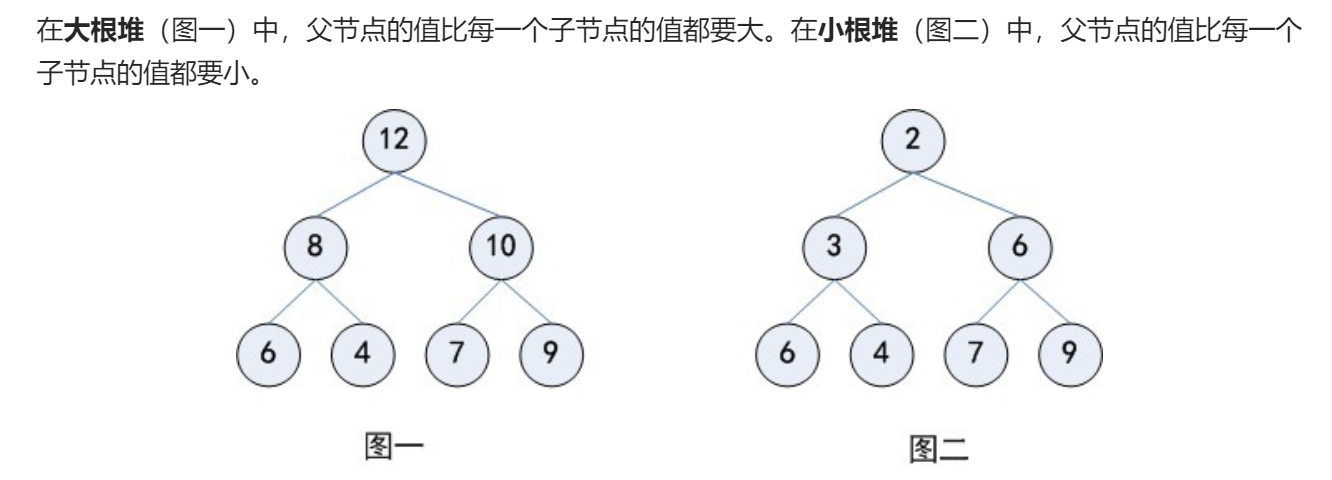 在大根堆（图一）中，父节点的值比每一个子节点的值都要大。在小根堆（图二）中，父节点的值比每一个
子节点的值都要小。
12 2
8 10 3 6
6 4 7 9 6 4 7 9
图一 图二